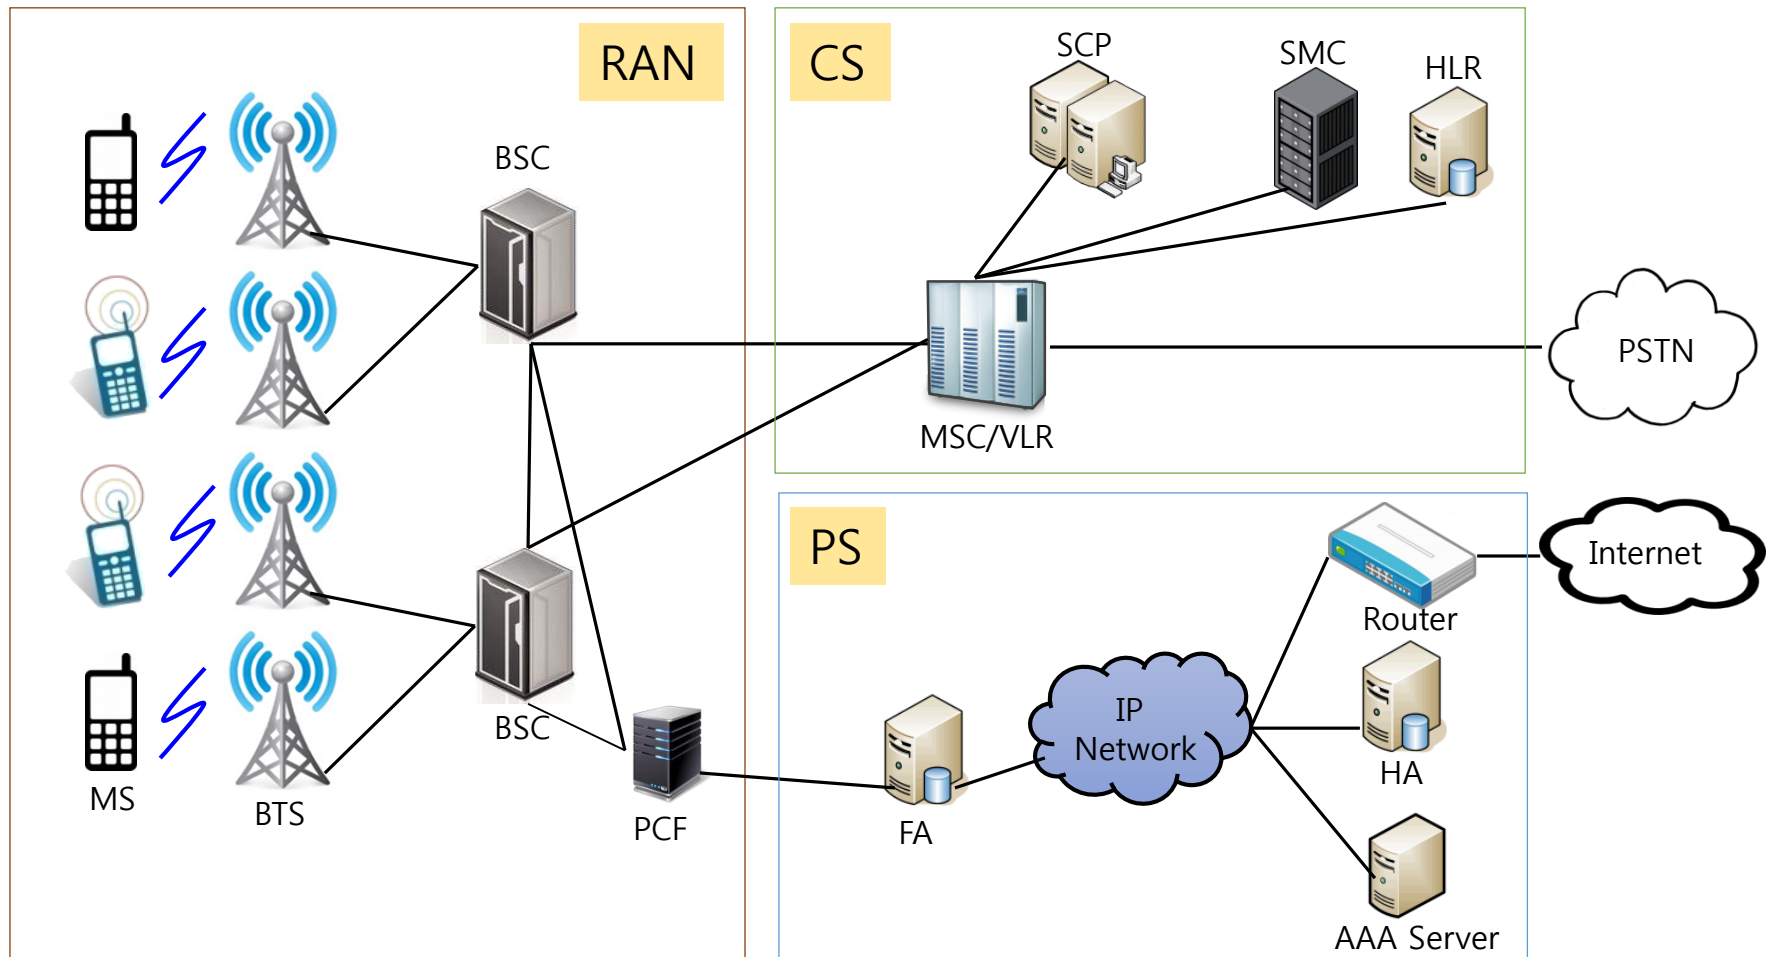 RAN
BSC
BSC
MS
BTS
PCF
CS
SCP
SMC
HLR
MSC/VLR
PSTN
PS
Router
Internet
IP
Network
HA
FA
AAA Server